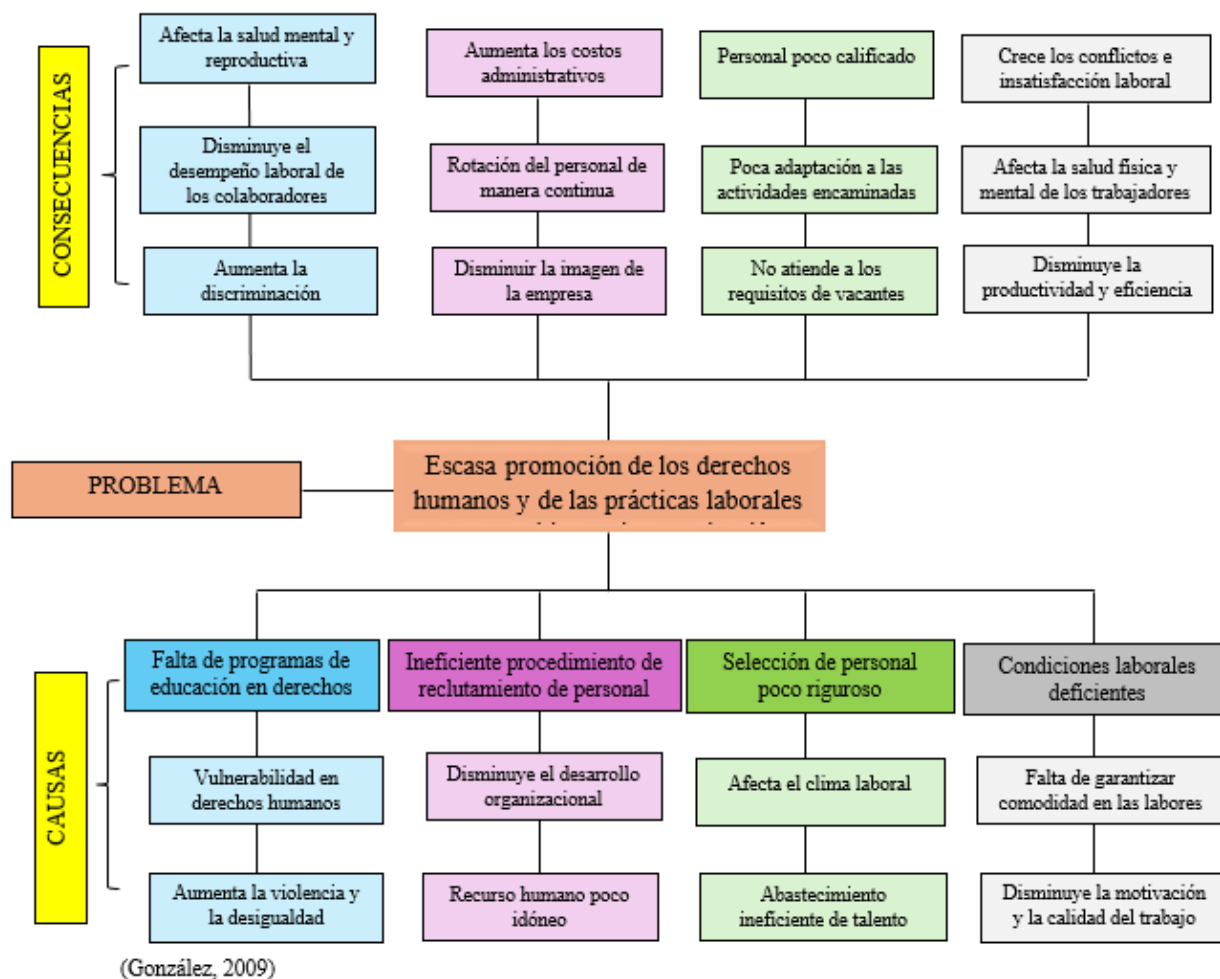 CONSECUENCIAS
Afecta la salud mental y
reproductiva
Aumenta los costos
administrativos
Personal poco calificado
Crece los conflictos e
insatisfacción laboral
Disminuye el
desempeño laboral de
los colaboradores
Rotación del personal de
manera continua
Poca adaptación a las
actividades encaminadas
Afecta la salud física y
mental de los trabajadores
Aumenta la
discriminación
Disminuir la imagen de
la empresa
No atiende a los
requisitos de vacantes
Disminuye la
productividad y eficiencia
PROBLEMA
Escasa promoción de los derechos
humanos y de las prácticas laborales
CAUSAS
Falta de programas de
educación en derechos
Ineficiente procedimiento de
reclutamiento de personal
Selección de personal
poco riguroso
Condiciones laborales
deficientes
Vulnerabilidad en
derechos humanos
Disminuye el desarrollo
organizacional
Afecta el clima laboral
Falta de garantizar
comodidad en las labores
Aumenta la violencia y
la desigualdad
Recurso humano poco
idóneo
Abastecimiento
ineficiente de talento
Disminuye la motivación
y la calidad del trabajo
(González, 2009)